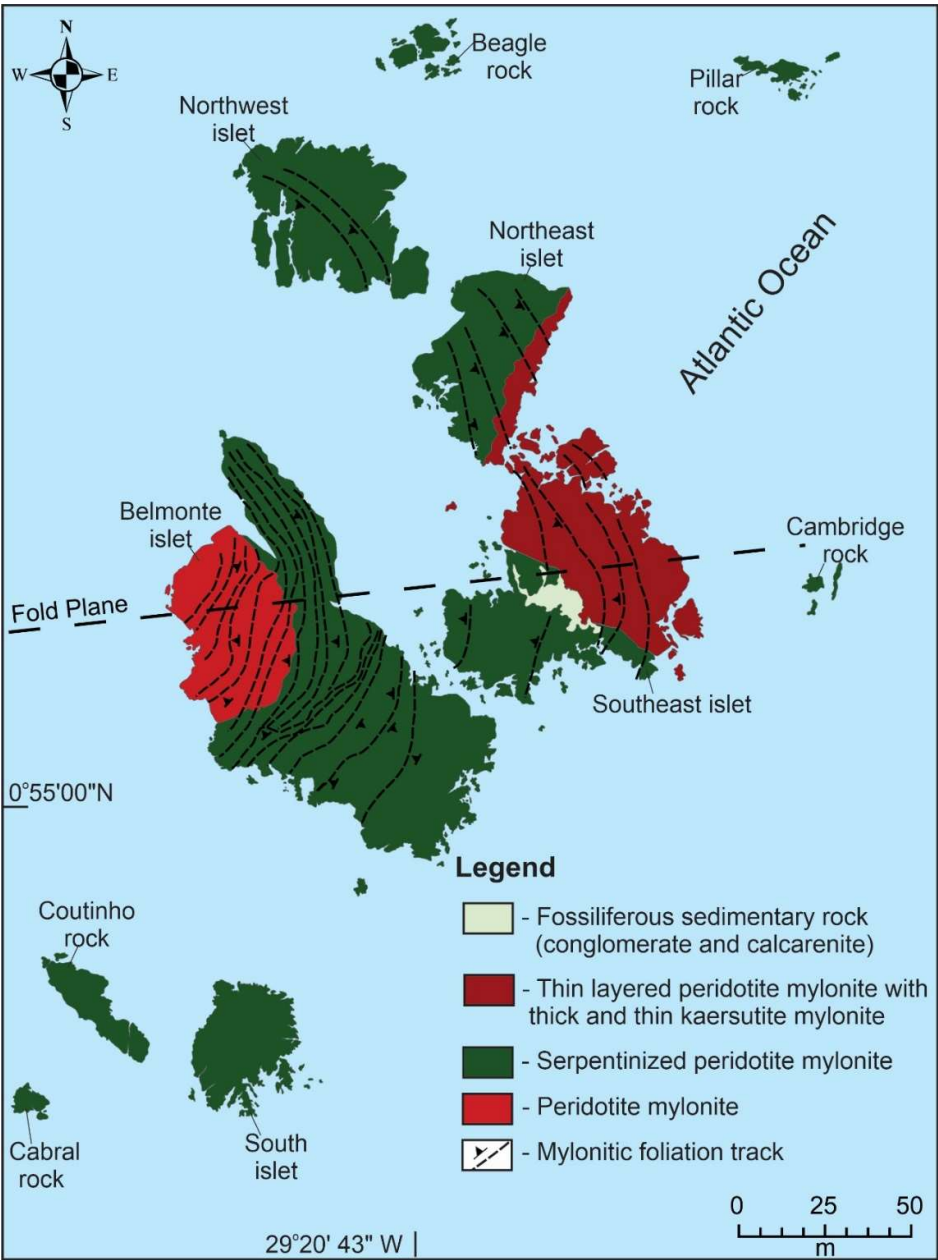 N
W
E
S
Beagle
rock
Pillar
rock
Northwest
islet
Northeast
islet
Atlantic Ocean
Belmonte
islet
Cambridge
rock
Fold Plane
Southeast islet
0°55'00"N
Legend
- Fossiliferous sedimentary rock
(conglomerate and calcarenite)
- Thin layered peridotite mylonite with
thick and thin kaersutite mylonite
- Serpentinized peridotite mylonite
- Peridotite mylonite
- Mylonitic foliation track
Coutinho
rock
Cabral
rock
South
islet
0 25 50
m
29°20' 43" W